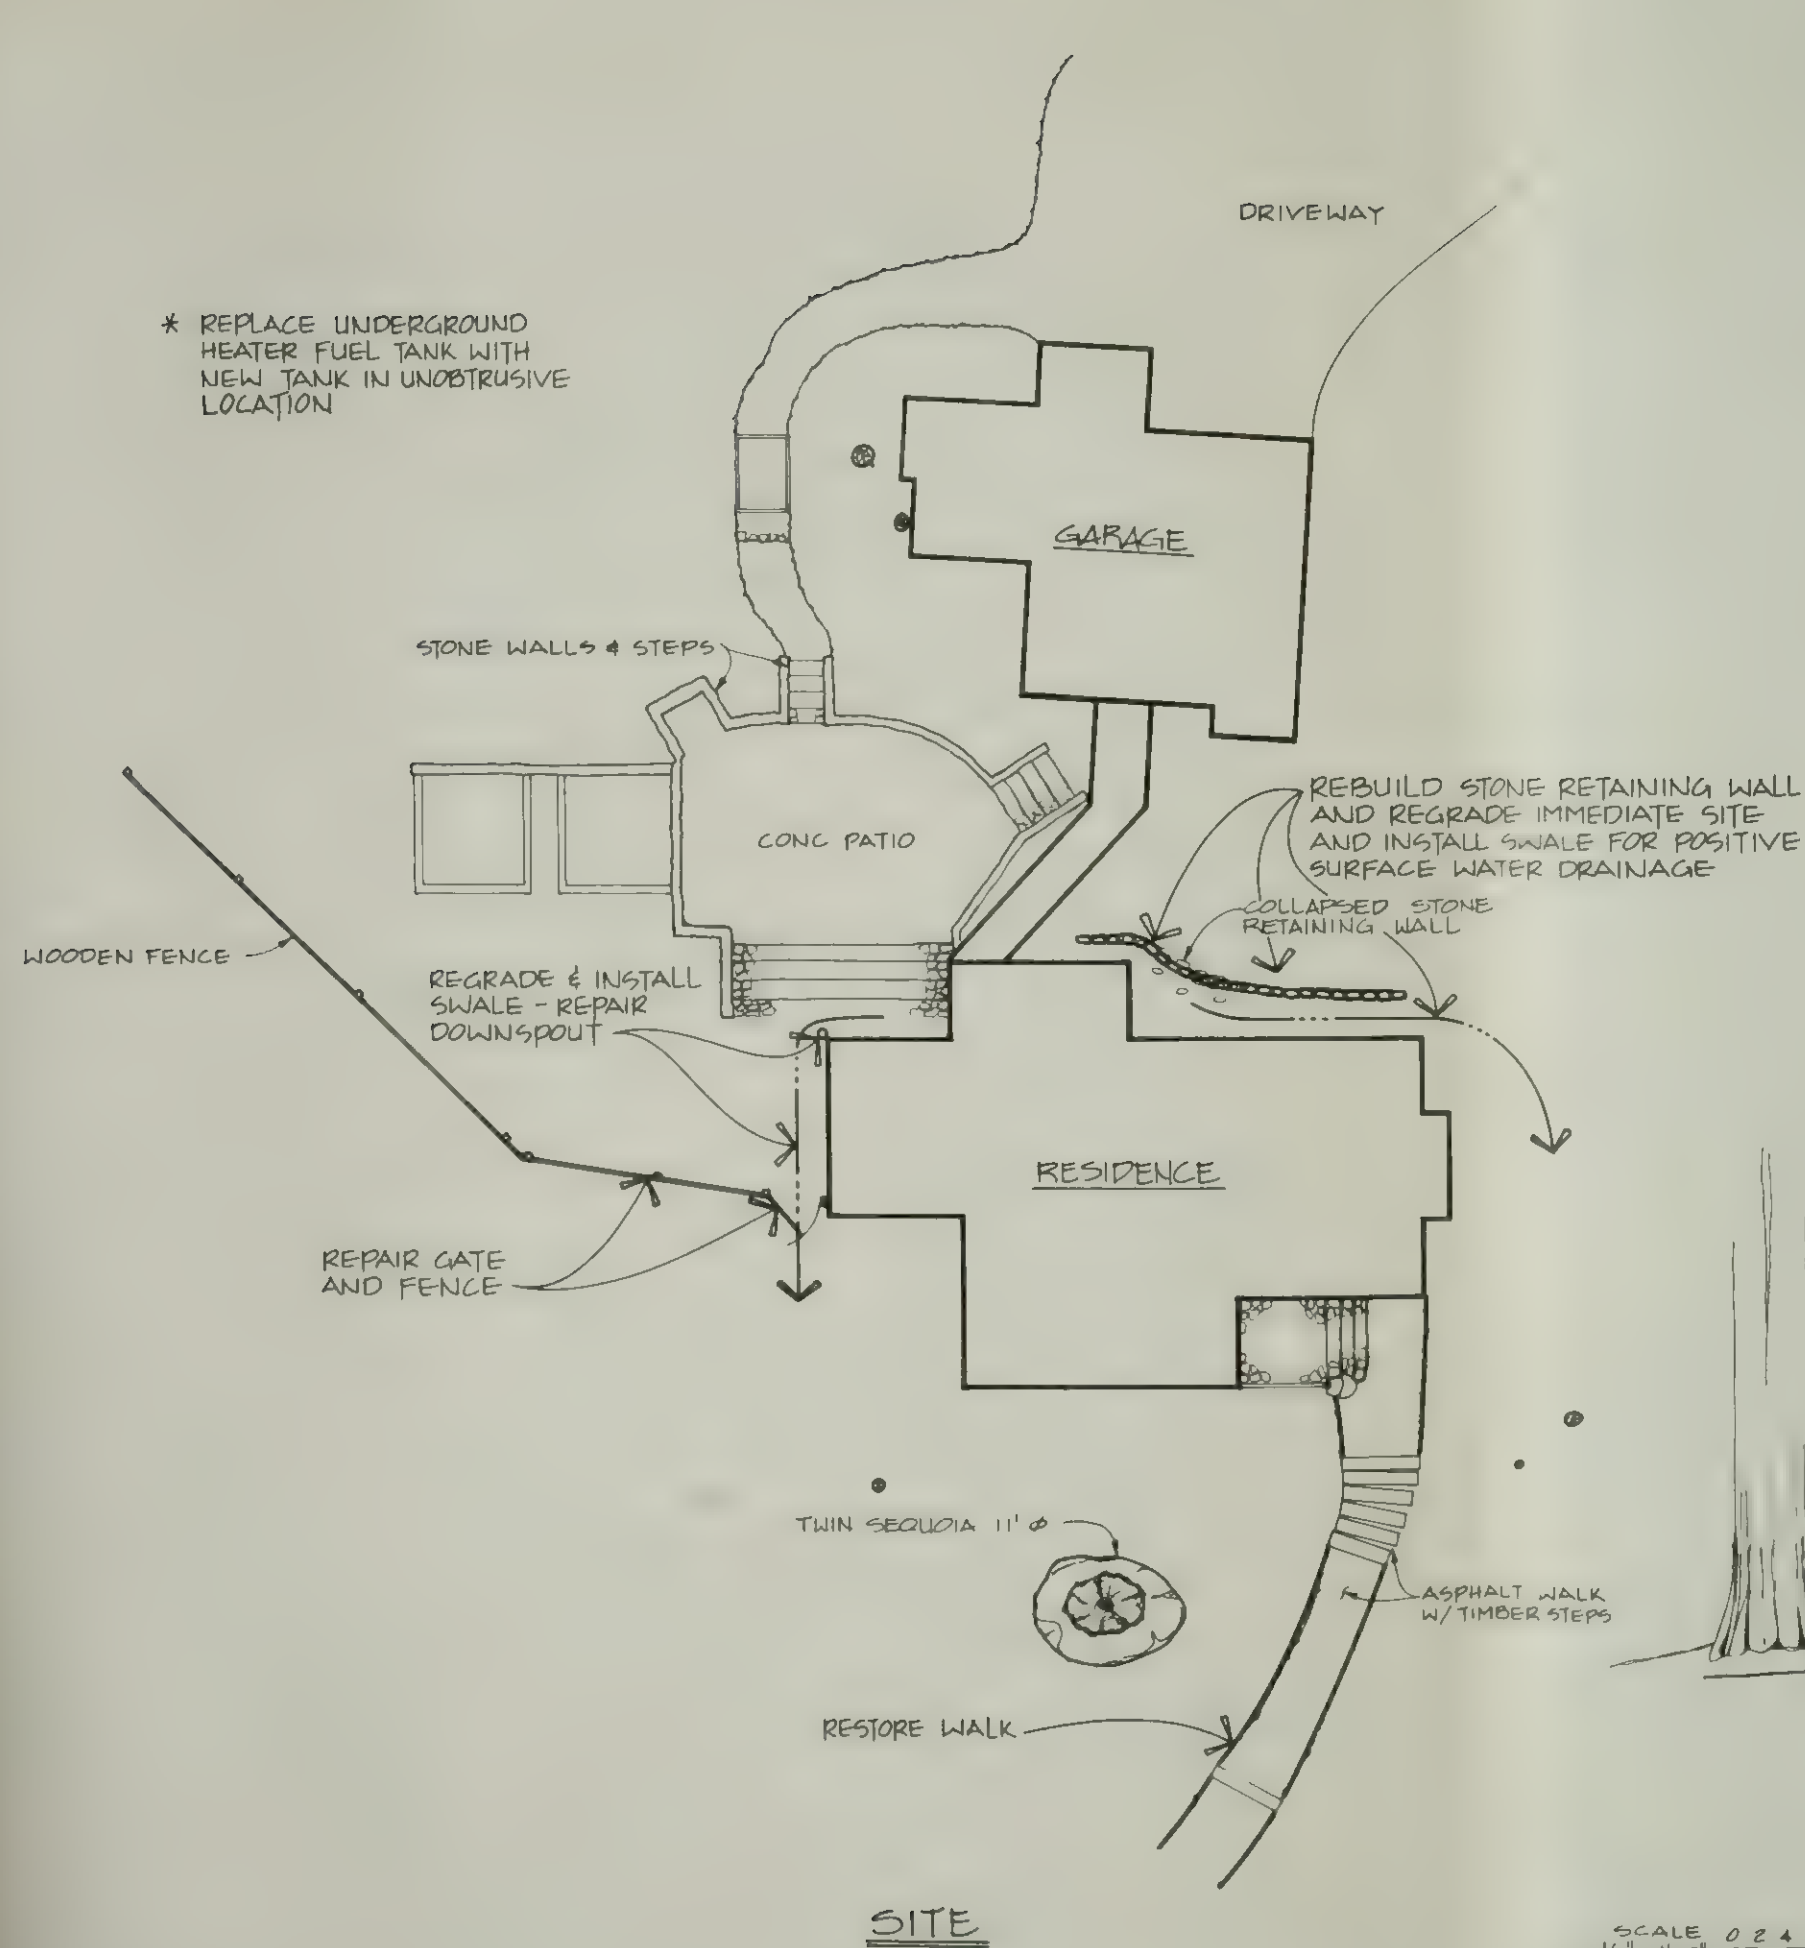 DRIVEWAY
* REPLACE UNDERGROUND
HEATER FUEL TANK WITH
NEW TANK IN UNOBTRUSIVE
LOCATION
GARAGE
STONE WALLS & STEPS
REBUILD STONE RETAINING WALL
AND REGRADE IMMEDIATE SITE
AND INSTALL SWALE FOR POSITIVE
SURFACE WATER DRAINAGE
CONC PATIO
COLLAPSED STONE
RETAINING WALL
WOODEN FENCE
REGRADE & INSTALL
SWALE - REPAIR
DOWNSPOUT
RESIDENCE
REPAIR GATE
AND FENCE
TWIN SEQUOIA 11' Ø
ASPHALT WALK
W/ TIMBER STEPS
RESTORE WALK
SITE
SCALE 0 2 4